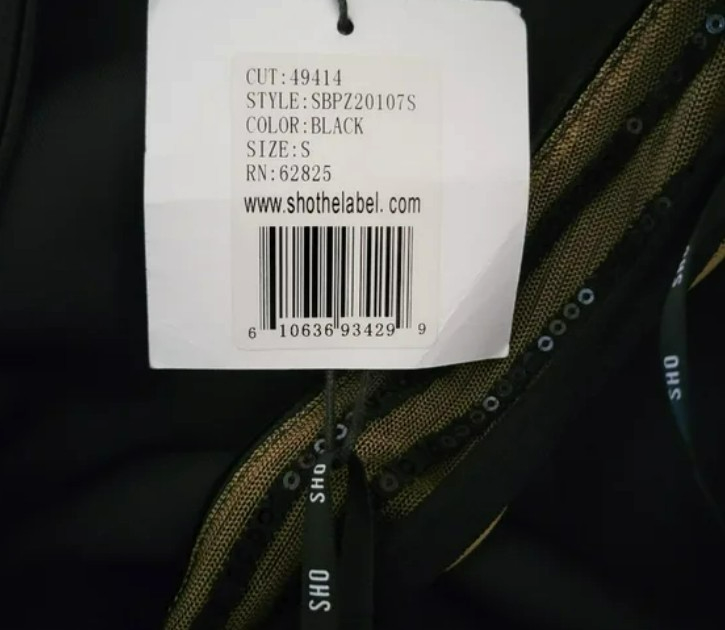 CUT:49414
STYLE:SBPZ20107S
COLOR:BLACK
SIZE:S
RN:62825
www.shothelabel.com
6 10636 93429 9
SHO
SHO
SHO
SHO